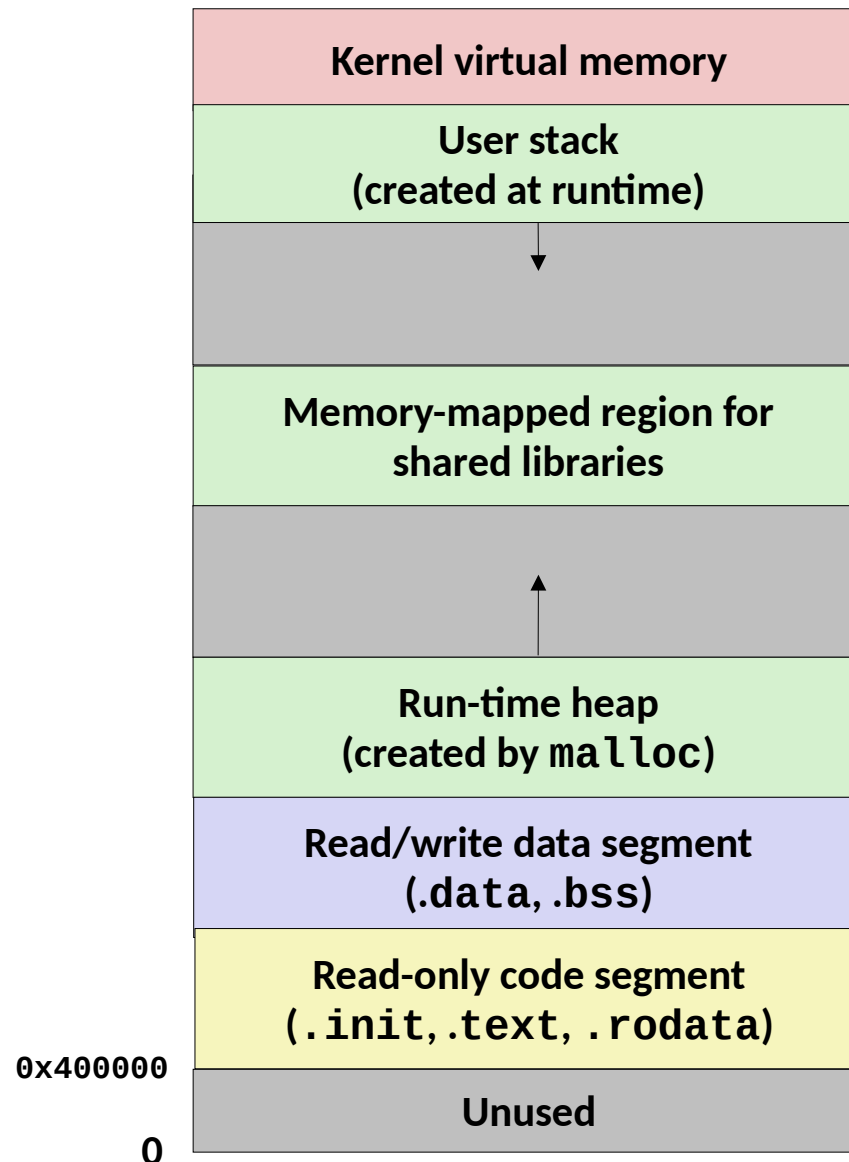 Kernel virtual memory
User stack
(created at runtime)
Memory-mapped region for
shared libraries
Run-time heap
(created by malloc)
Read/write data segment
(.data, .bss)
Read-only code segment
(.init, .text, .rodata)
0x400000
Unused
0